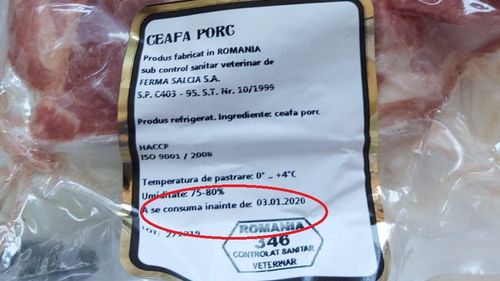 CEAFA PORC
Produs fabricat in ROMANIA
sub control sanitar veterinar de
FERMA SALCIA S.A.
S.P. C403 - 95. S.T. Nr. 10/1999
Produs refrigerat. Ingrediente: ceafa porc
HACCP
ISO 9001 / 2008
Temperatura de pastrare: 0° .. +4°C
Umiditate: 75-80%
A se consuma inainte de: 03.01.2020
ROMANIA
346
CONTROLAT SANITAR
VETERINAR